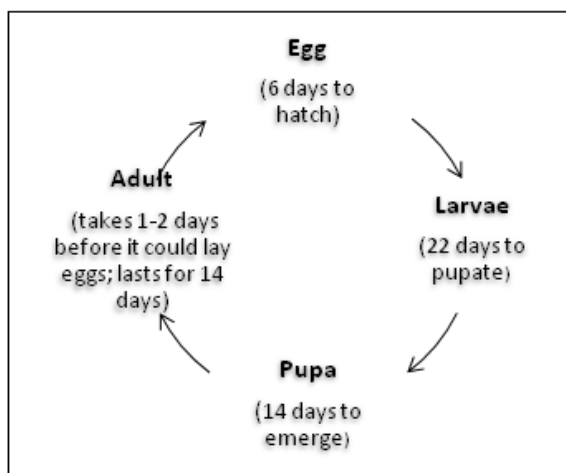 Egg
(6 days to
hatch)
Adult
(takes 1-2 days
before it could lay
eggs; lasts for 14
days)
Larvae
(22 days to
pupate)
Pupa
(14 days to
emerge)